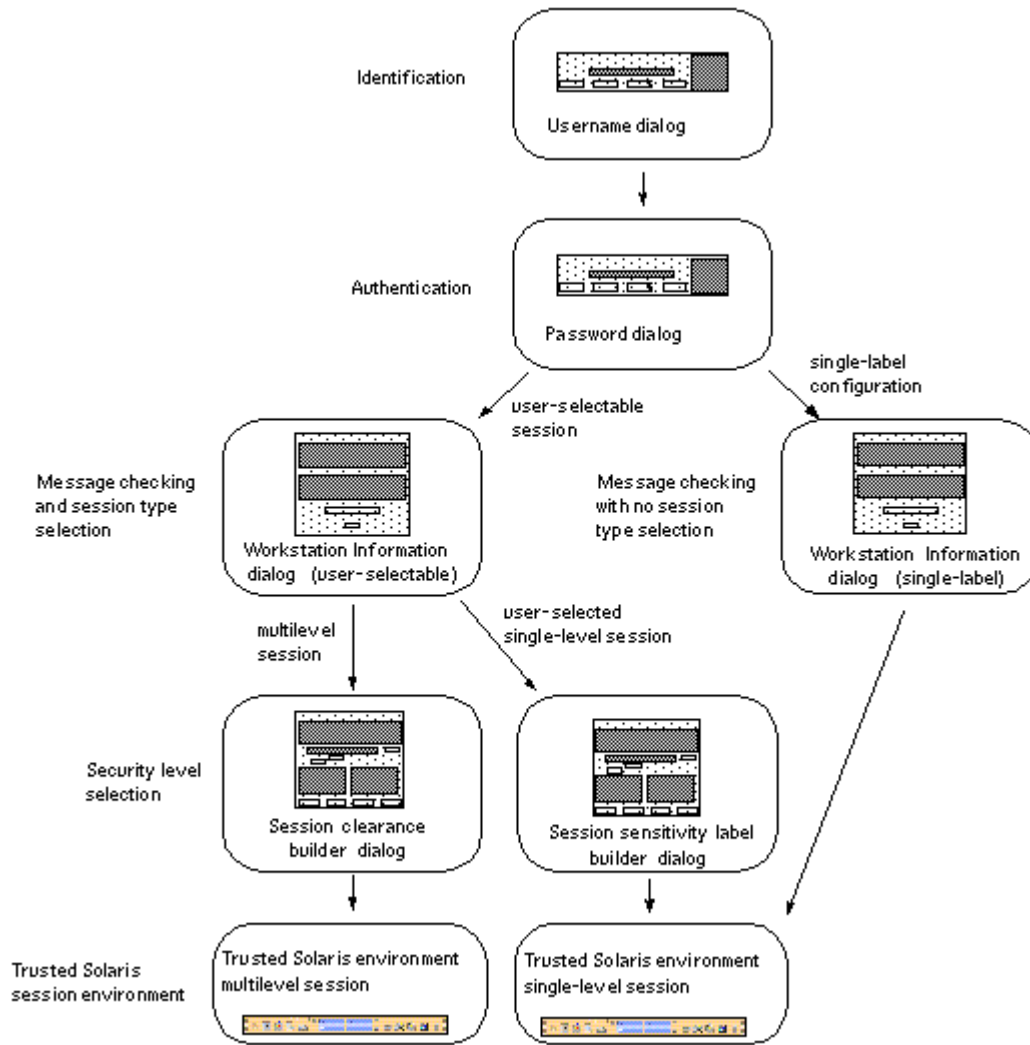 Identification
Username dialog
Authentication
Password dialog
single-label
configuration
user-selectable
session
Message checking
and session type
selection
Workstation Information
dialog (user-selectable)
Message checking
with no session
type selection
Workstation Information
dialog (single-label)
multilevel
session
user-selected
single-level session
Security level
selection
Session clearance
builder dialog
Session sensitivity label
builder dialog
Trusted Solaris
session environment
Trusted Solaris environment
multilevel session
Trusted Solaris environment
single-level session